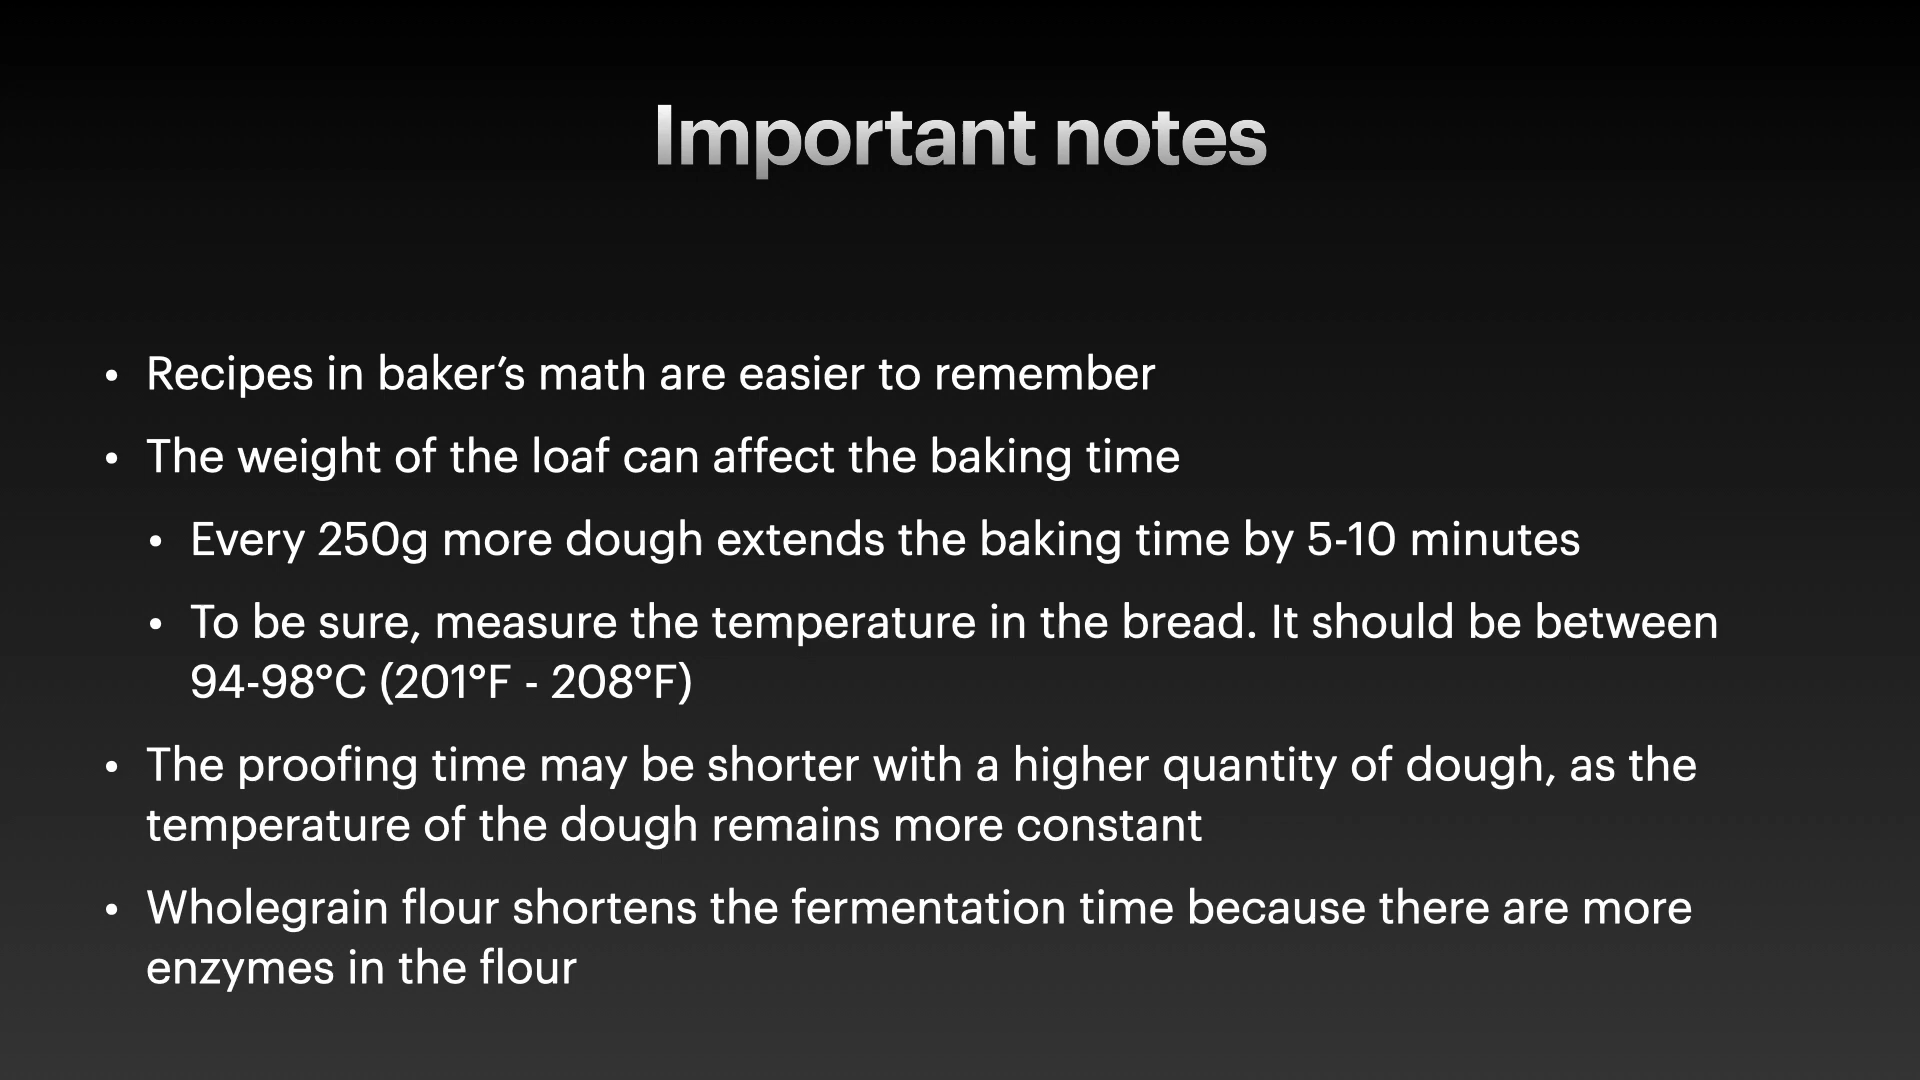 Important notes
• Recipes in baker’s math are easier to remember
• The weight of the loaf can affect the baking time
• Every 250g more dough extends the baking time by 5-10 minutes
• To be sure, measure the temperature in the bread. It should be between
94-98°C (201°F - 208°F)
• The proofing time may be shorter with a higher quantity of dough, as the
temperature of the dough remains more constant
• Wholegrain flour shortens the fermentation time because there are more
enzymes in the flour